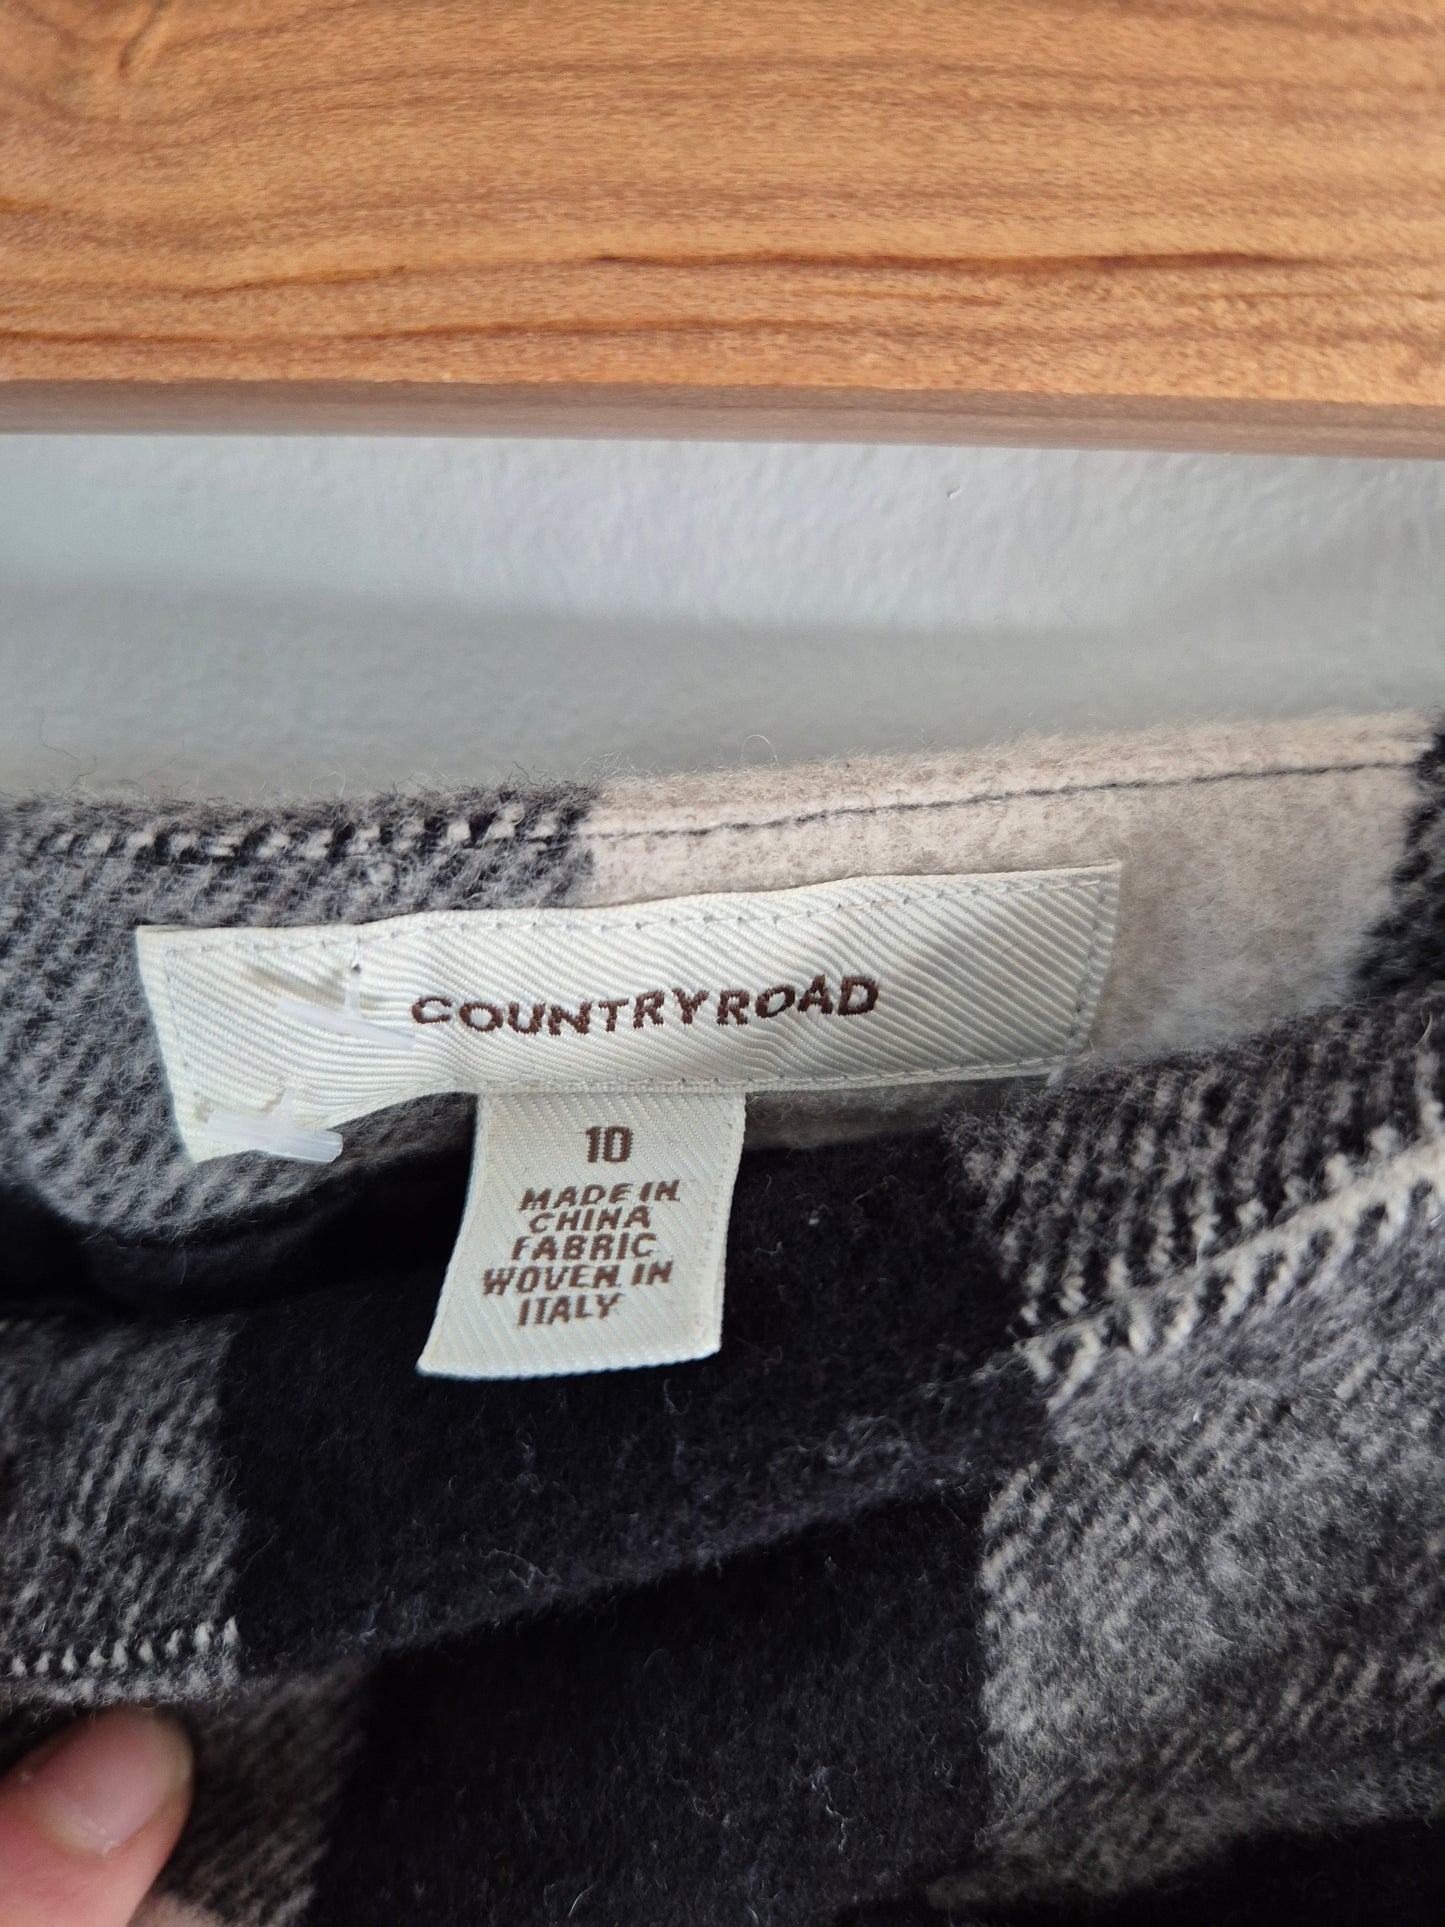 COUNTRYROAD
10
MADE IN
CHINA
FABRIC
WOVEN IN
ITALY